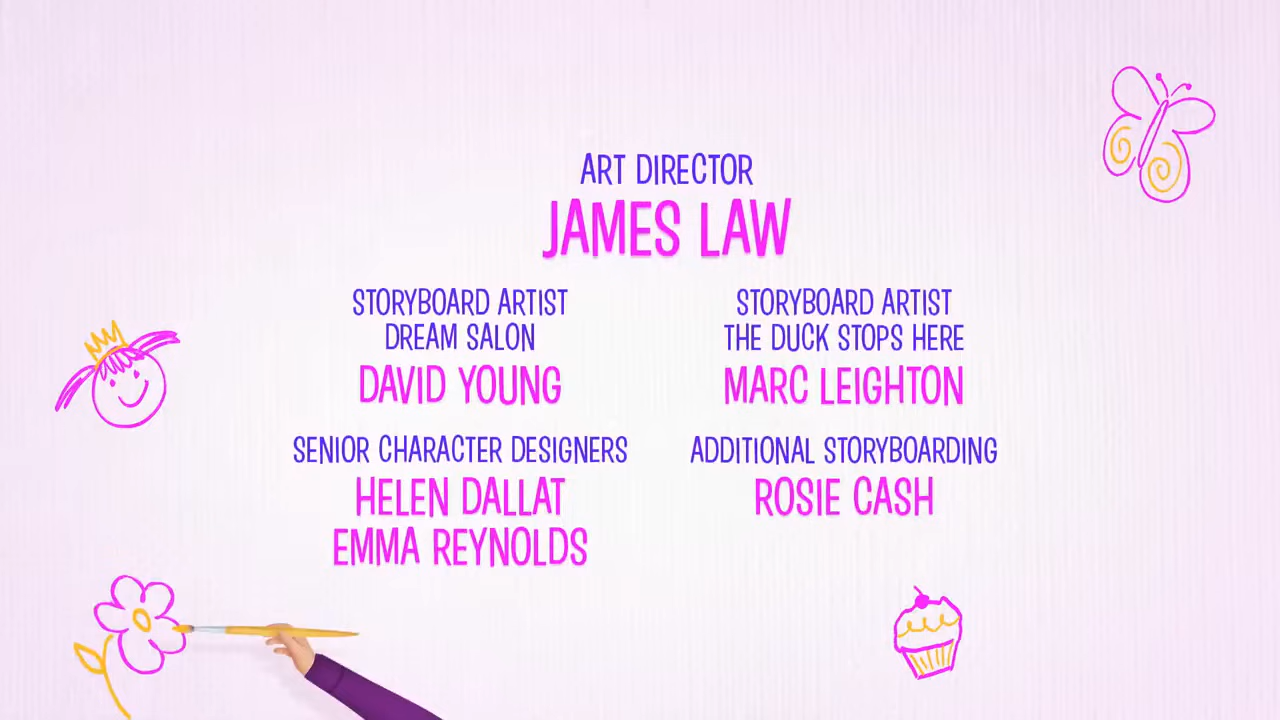 ART DIRECTOR
JAMES LAW
STORYBOARD ARTIST
DREAM SALON
DAVID YOUNG
STORYBOARD ARTIST
THE DUCK STOPS HERE
MARC LEIGHTON
SENIOR CHARACTER DESIGNERS
HELEN DALLAT
EMMA REYNOLDS
ADDITIONAL STORYBOARDING
ROSIE CASH